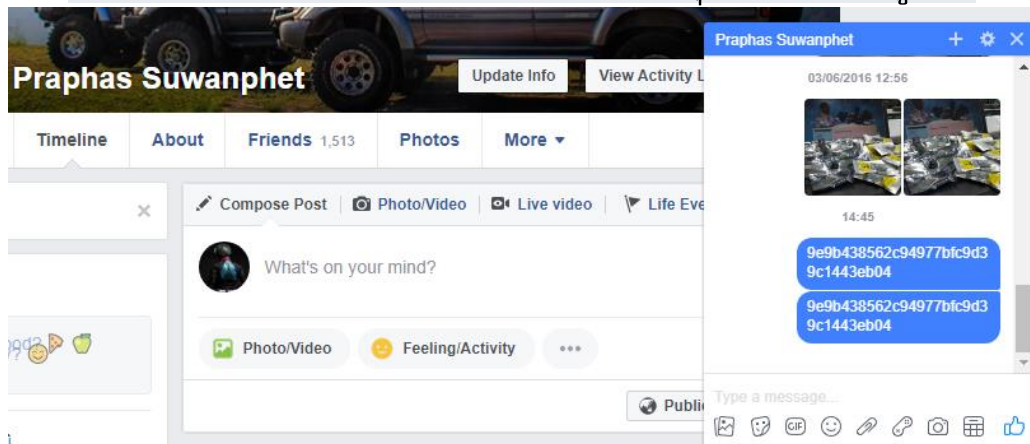 Praphas Suwanphet
Update Info
View Activity L
Timeline
About
Friends 1,513
Photos
More
Compose Post
Photo/Video
Live video
Life Eve
What's on your mind?
Photo/Video
Feeling/Activity
Publi
Praphas Suwanphet
03/06/2016 12:56
14:45
9e9b438562c94977bfc9d3
9c1443eb04
9e9b438562c94977bfc9d3
9c1443eb04
Type a message...
GIF